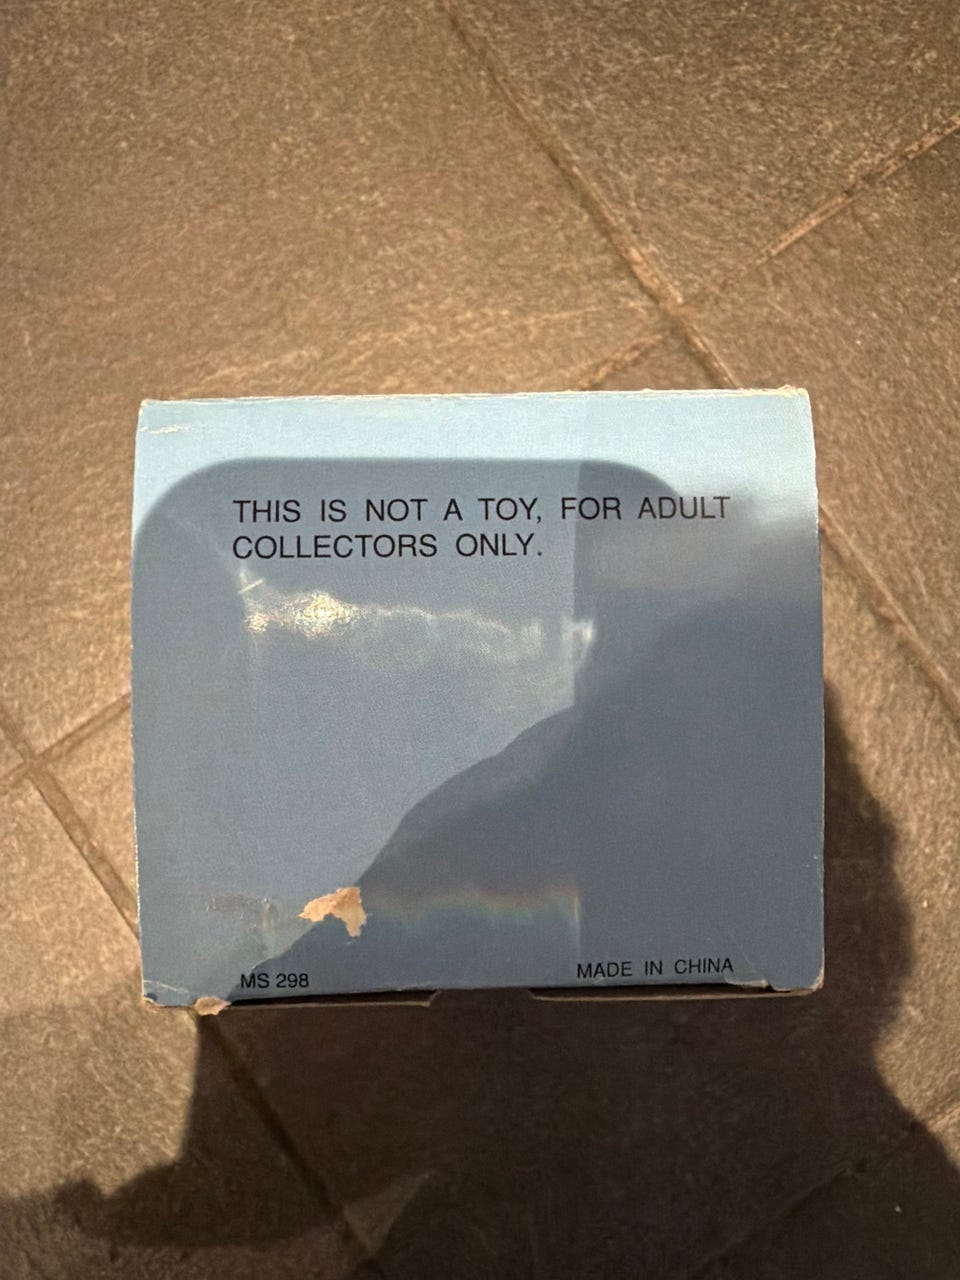 THIS IS NOT A TOY, FOR ADULT
COLLECTORS ONLY.
MS 298
MADE IN CHINA